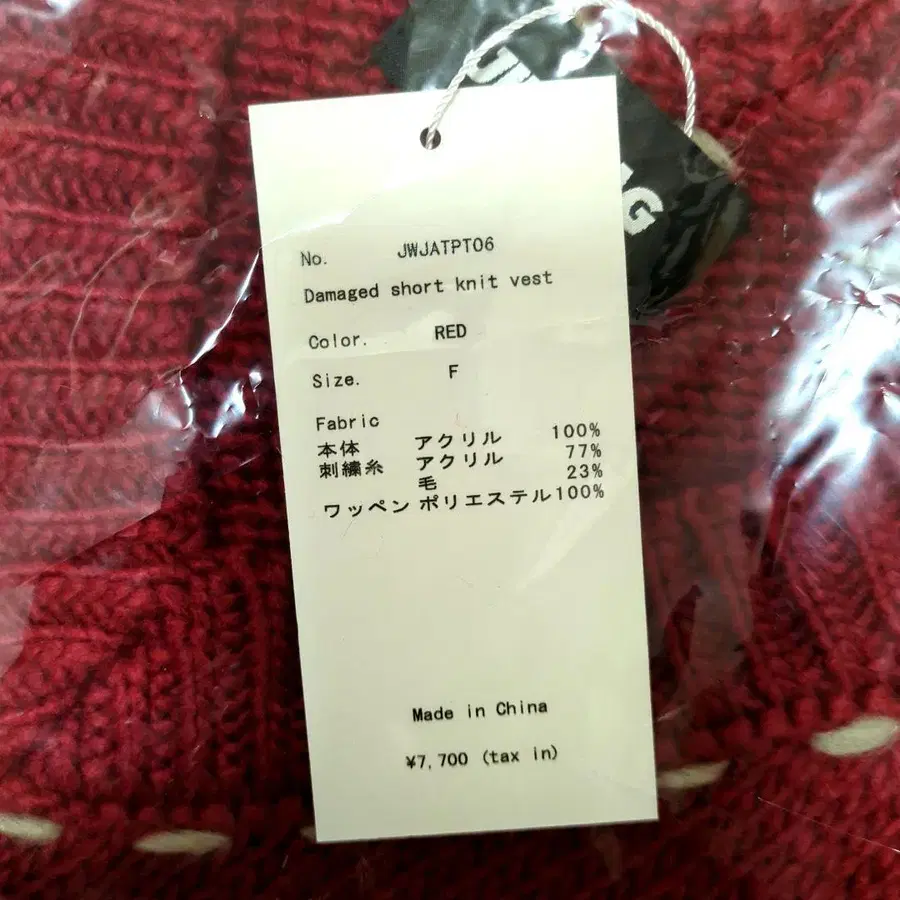 No. JWJATPT06
Damaged short knit vest
Color. RED
Size. F
Fabric
本体 アクリル 100%
刺繍糸 アクリル 77%
毛 23%
ワッペン ポリエステル100%
Made in China
¥7,700 (tax in)